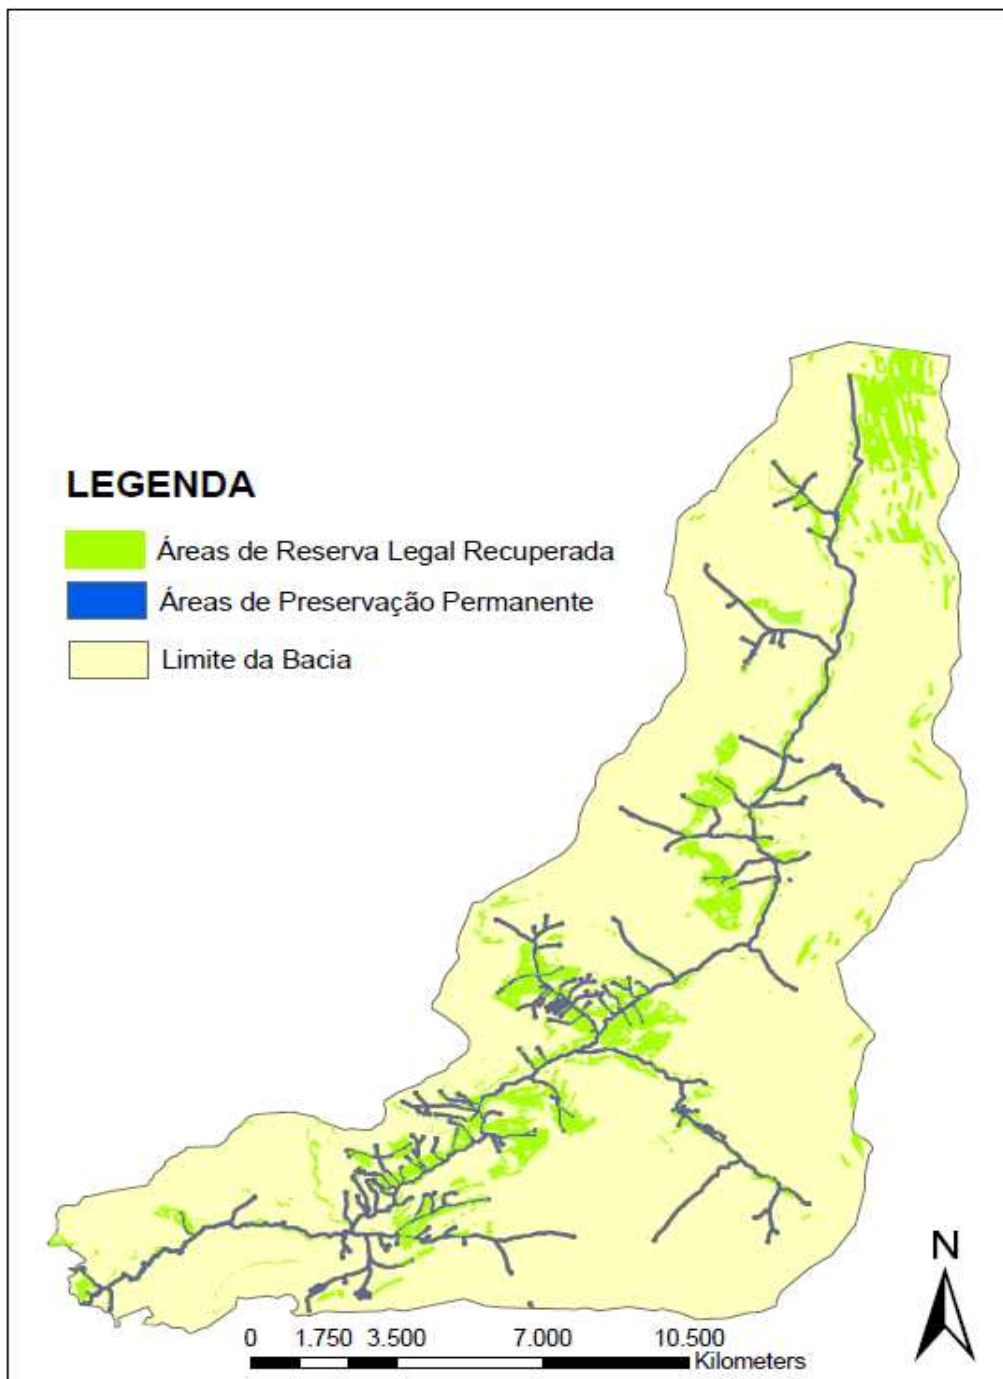 LEGENDA
Áreas de Reserva Legal Recuperada
Áreas de Preservação Permanente
Limite da Bacia
N
0 1.750 3.500 7.000 10.500
Kilometers